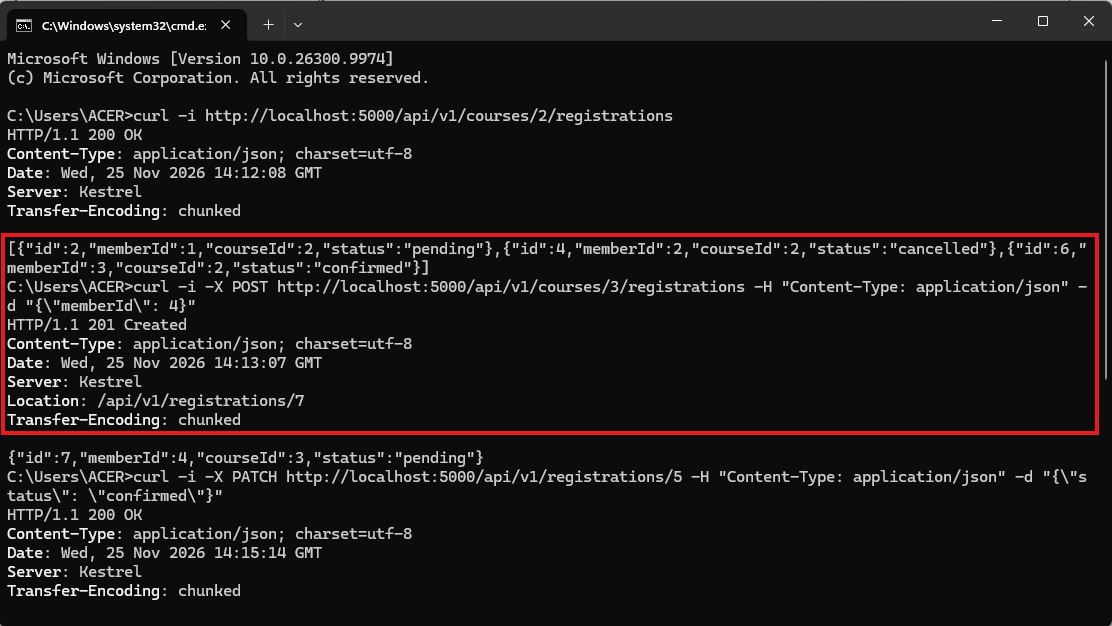 C:\Windows\system32\cmd.e:
Microsoft Windows [Version 10.0.26300.9974]
(c) Microsoft Corporation. All rights reserved.
C:\Users\ACER>curl -i http://localhost:5000/api/v1/courses/2/registrations
HTTP/1.1 200 OK
Content-Type: application/json; charset=utf-8
Date: Wed, 25 Nov 2026 14:12:08 GMT
Server: Kestrel
Transfer-Encoding: chunked
[{"id":2,"memberId":1,"courseId":2,"status":"pending"},{"id":4,"memberId":2,"courseId":2,"status":"cancelled"},{"id":6,"
memberId":3,"courseId":2,"status":"confirmed"}]
C:\Users\ACER>curl -i -X POST http://localhost:5000/api/v1/courses/3/registrations -H "Content-Type: application/json" -
d "{\"memberId\": 4}"
HTTP/1.1 201 Created
Content-Type: application/json; charset=utf-8
Date: Wed, 25 Nov 2026 14:13:07 GMT
Server: Kestrel
Location: /api/v1/registrations/7
Transfer-Encoding: chunked
{"id":7,"memberId":4,"courseId":3,"status":"pending"}
C:\Users\ACER>curl -i -X PATCH http://localhost:5000/api/v1/registrations/5 -H "Content-Type: application/json" -d "{\"s
tatus\": \"confirmed\"}"
HTTP/1.1 200 OK
Content-Type: application/json; charset=utf-8
Date: Wed, 25 Nov 2026 14:15:14 GMT
Server: Kestrel
Transfer-Encoding: chunked